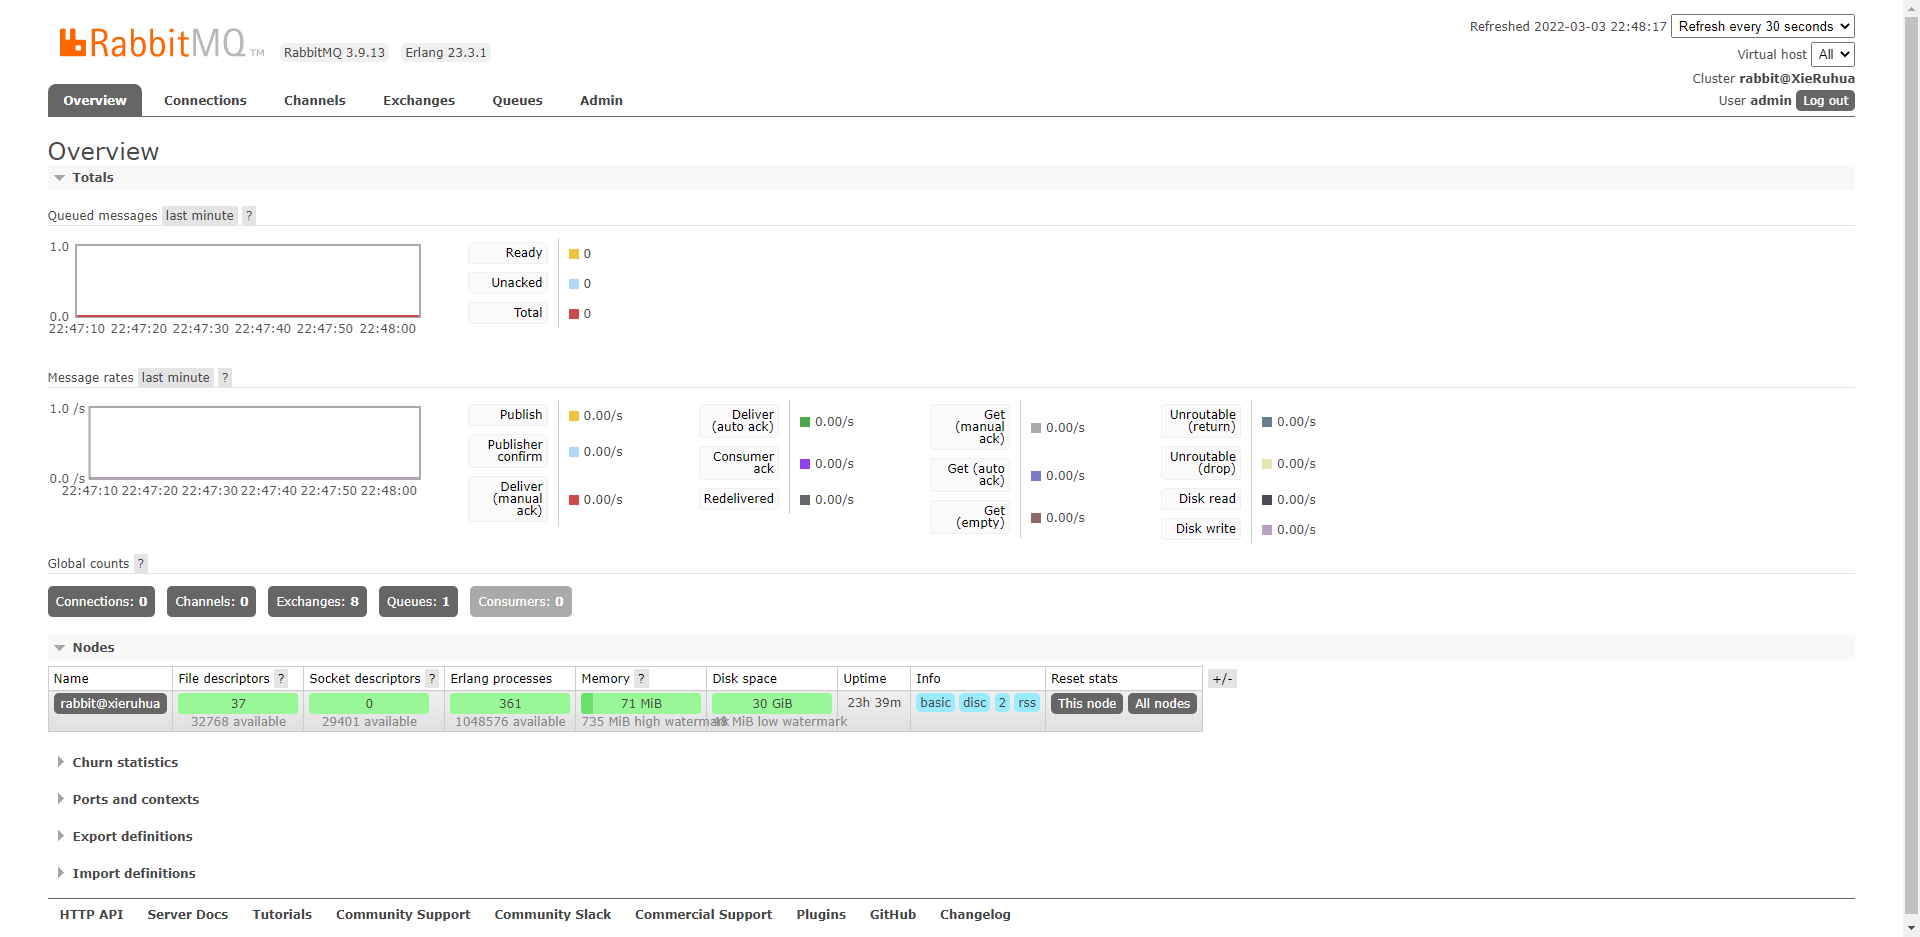 RabbitMQ TM RabbitMQ 3.9.13 Erlang 23.3.1
Refreshed 2022-03-03 22:48:17 Refresh every 30 seconds
Virtual host All
Cluster rabbit@XieRuhua
User admin Log out
Overview Connections Channels Exchanges Queues Admin
Overview
Totals
Queued messages last minute ?
1.0
0.0
22:47:10 22:47:20 22:47:30 22:47:40 22:47:50 22:48:00
Ready 0
Unacked 0
Total 0
Message rates last minute ?
1.0 /s
0.0 /s
22:47:10 22:47:20 22:47:30 22:47:40 22:47:50 22:48:00
Publish 0.00/s
Publisher
confirm 0.00/s
Deliver
(manual
ack) 0.00/s
Deliver
(auto ack) 0.00/s
Consumer
ack 0.00/s
Redelivered 0.00/s
Get
(manual
ack) 0.00/s
Get (auto
ack) 0.00/s
Get
(empty) 0.00/s
Unroutable
(return) 0.00/s
Unroutable
(drop) 0.00/s
Disk read 0.00/s
Disk write 0.00/s
Global counts ?
Connections: 0 Channels: 0 Exchanges: 8 Queues: 1 Consumers: 0
Nodes
Name File descriptors ? Socket descriptors ? Erlang processes Memory ? Disk space Uptime Info Reset stats +/-
rabbit@xieruhua 37 0 361 71 MiB 30 GiB 23h 39m basic disc 2 rss This node All nodes
32768 available 29401 available 1048576 available 735 MiB high watermark 48 MiB low watermark
Churn statistics
Ports and contexts
Export definitions
Import definitions
HTTP API Server Docs Tutorials Community Support Community Slack Commercial Support Plugins GitHub Changelog